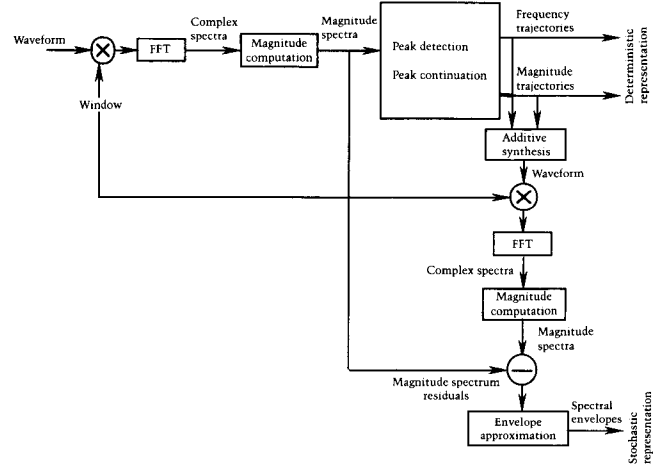 Waveform
FFT
Complex
spectra
Magnitude
computation
Magnitude
spectra
Peak detection
Peak continuation
Frequency
trajectories
Magnitude
trajectories
Deterministic
representation
Window
Additive
synthesis
Waveform
FFT
Complex spectra
Magnitude
computation
Magnitude
spectra
Magnitude spectrum
residuals
Envelope
approximation
Spectral
envelopes
Stochastic
representation